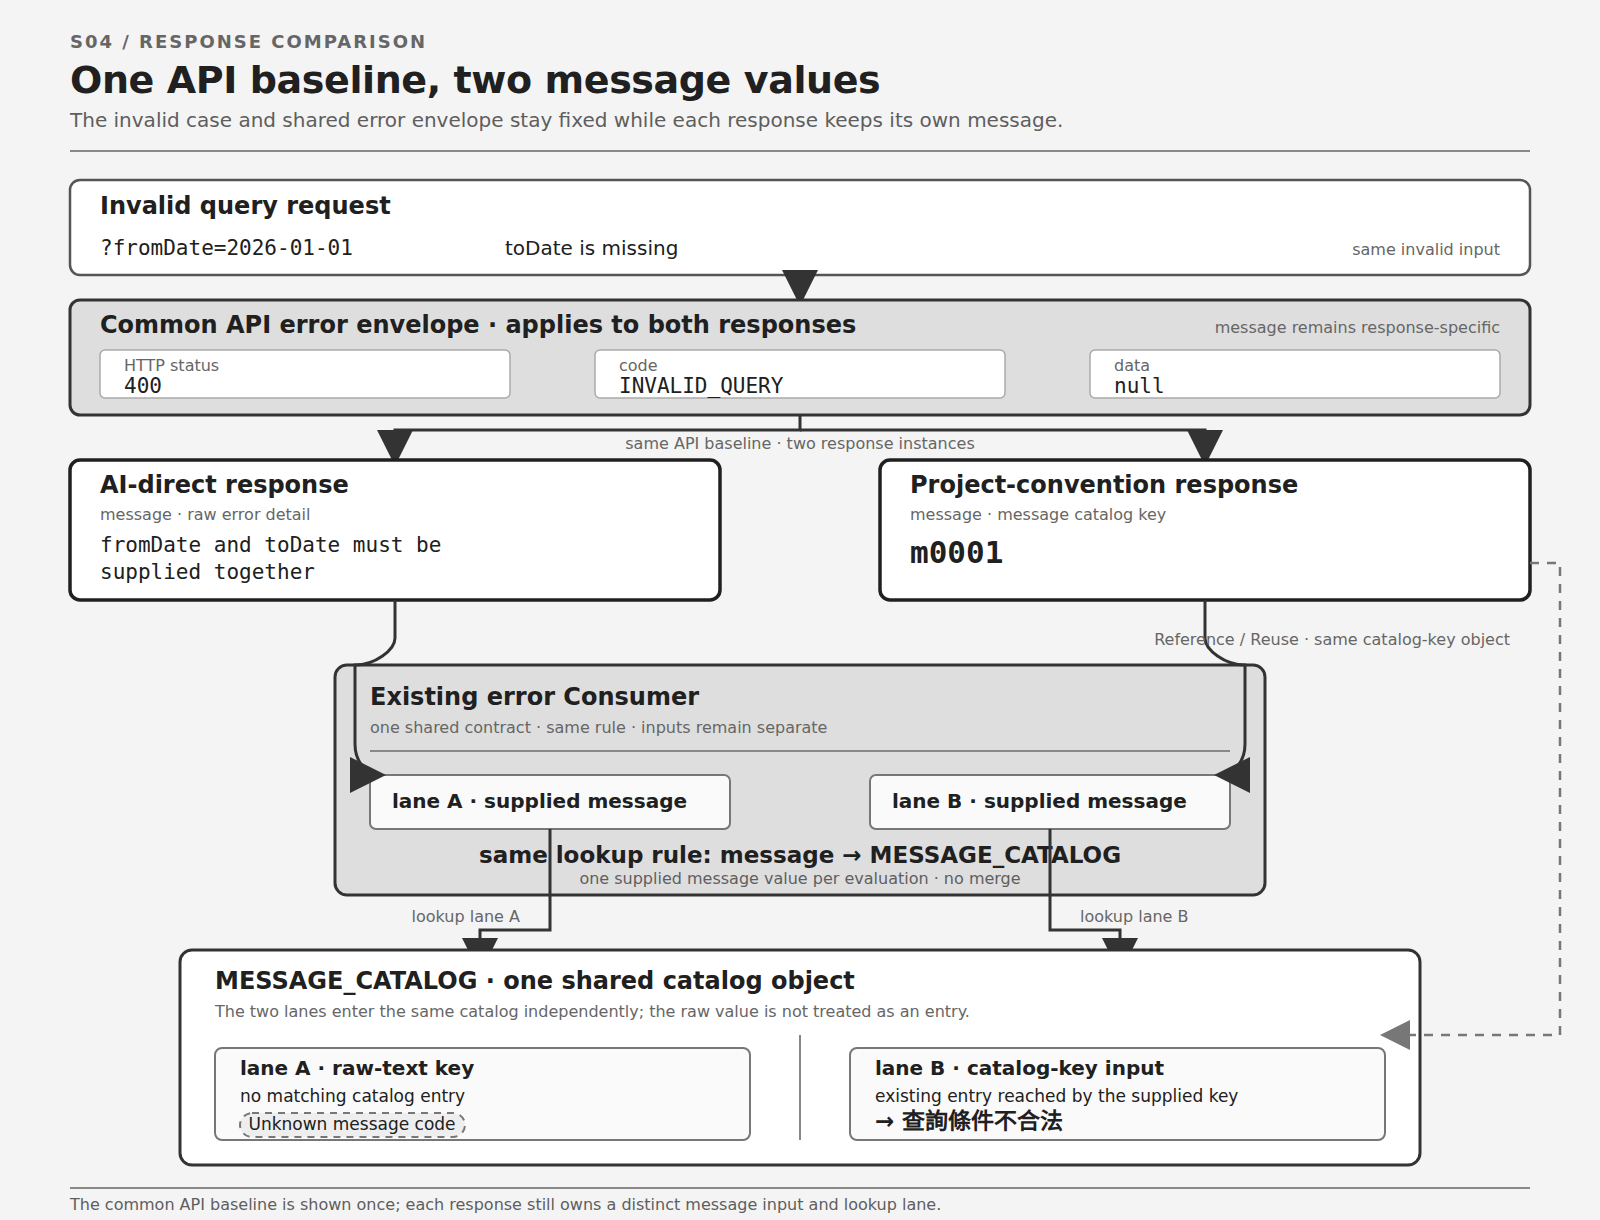 S04 / RESPONSE COMPARISON
One API baseline, two message values
The invalid case and shared error envelope stay fixed while each response keeps its own message.
Invalid query request
?fromDate=2026-01-01
toDate is missing
same invalid input
Common API error envelope · applies to both responses
message remains response-specific
HTTP status
400
code
INVALID_QUERY
data
null
same API baseline · two response instances
AI-direct response
message · raw error detail
fromDate and toDate must be
supplied together
Project-convention response
message · message catalog key
m0001
Reference / Reuse · same catalog-key object
Existing error Consumer
one shared contract · same rule · inputs remain separate
lane A · supplied message
lane B · supplied message
same lookup rule: message → MESSAGE_CATALOG
one supplied message value per evaluation · no merge
lookup lane A
lookup lane B
MESSAGE_CATALOG · one shared catalog object
The two lanes enter the same catalog independently; the raw value is not treated as an entry.
lane A · raw-text key
no matching catalog entry
Unknown message code
lane B · catalog-key input
existing entry reached by the supplied key
→ 查詢條件不合法
The common API baseline is shown once; each response still owns a distinct message input and lookup lane.